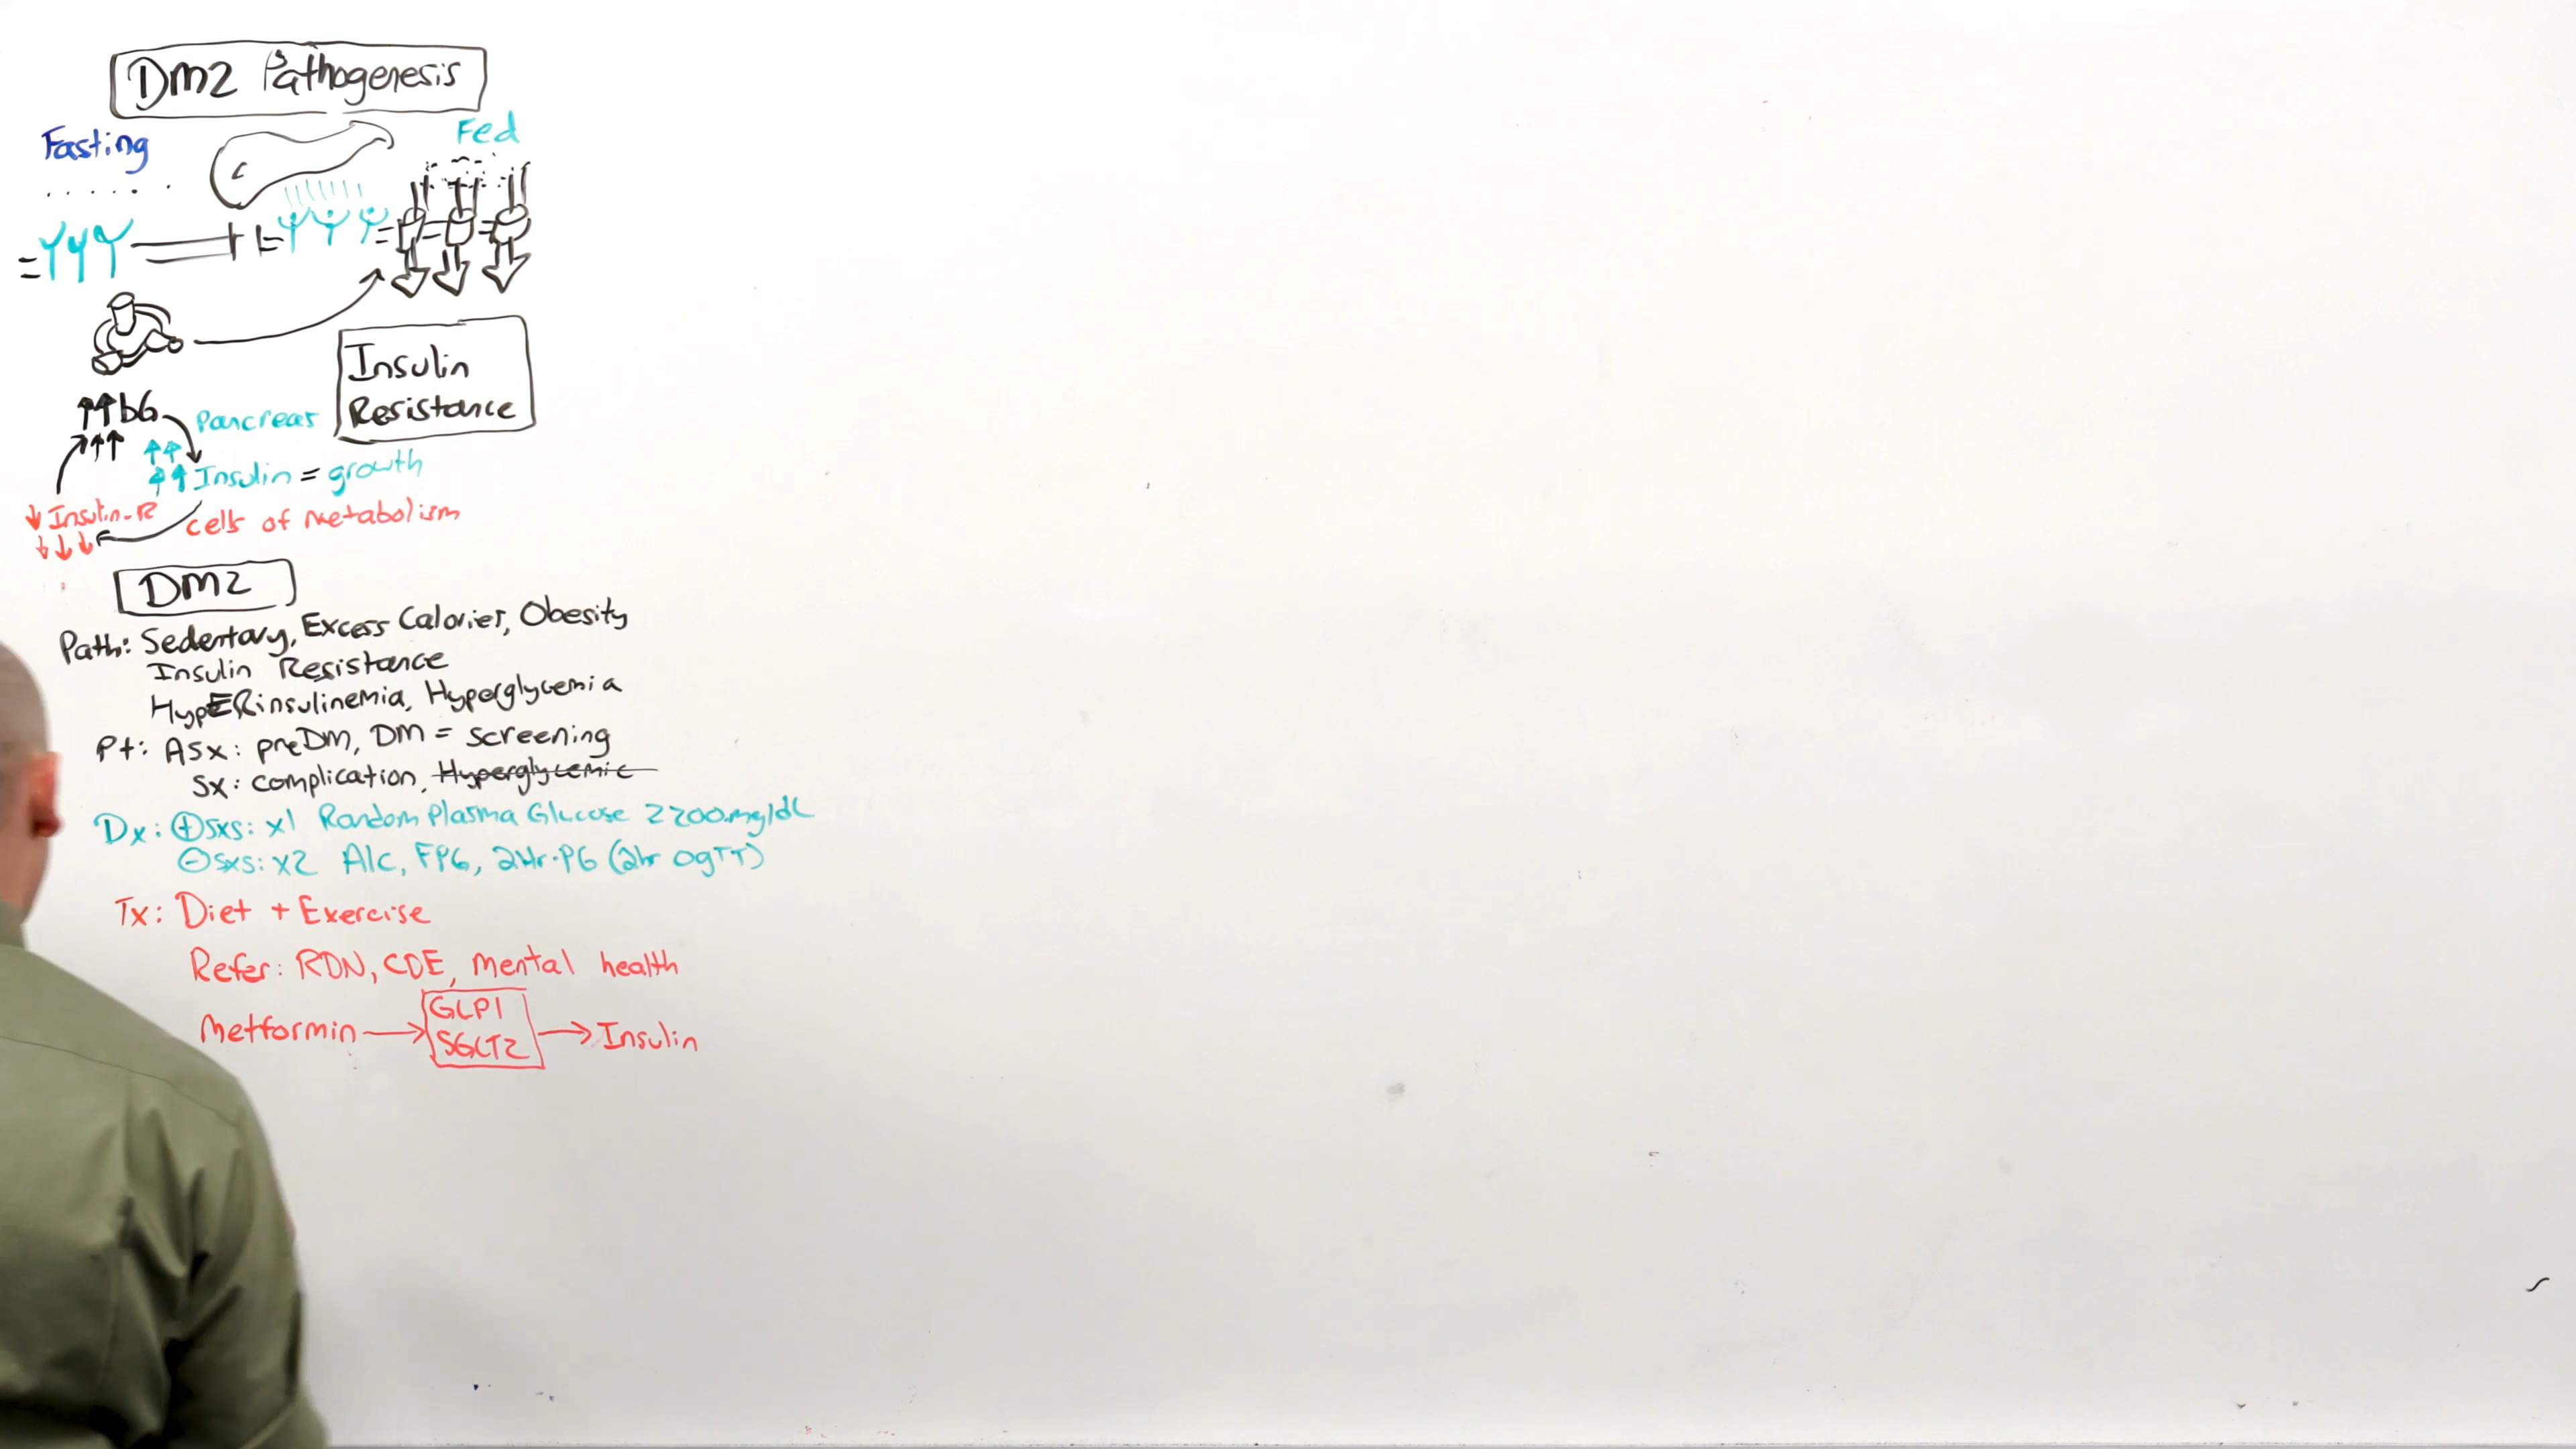 DM2 Pathogenesis
Fasting
Fed
Insulin
Resistance
↑↑bG
↑↑↑
Pancreas
↑↑
↑↑ Insulin = growth
↓ Insulin-R
↓↓↓
cells of metabolism
DM2
Path: Sedentary, Excess Calories, Obesity
Insulin Resistance
HypERinsulinemia, Hyperglycemia
Pt: Asx: preDM, DM = screening
Sx: complication, Hyperglycemic
Dx: ⊕sxs: x1 Random Plasma Glucose ≥200mg/dL
⊖sxs: x2 A1c, FPG, 2Hr-PG (2hr OgTT)
Tx: Diet + Exercise
Refer: RDN, CDE, Mental health
Metformin → GLP1 SGLT2 → Insulin